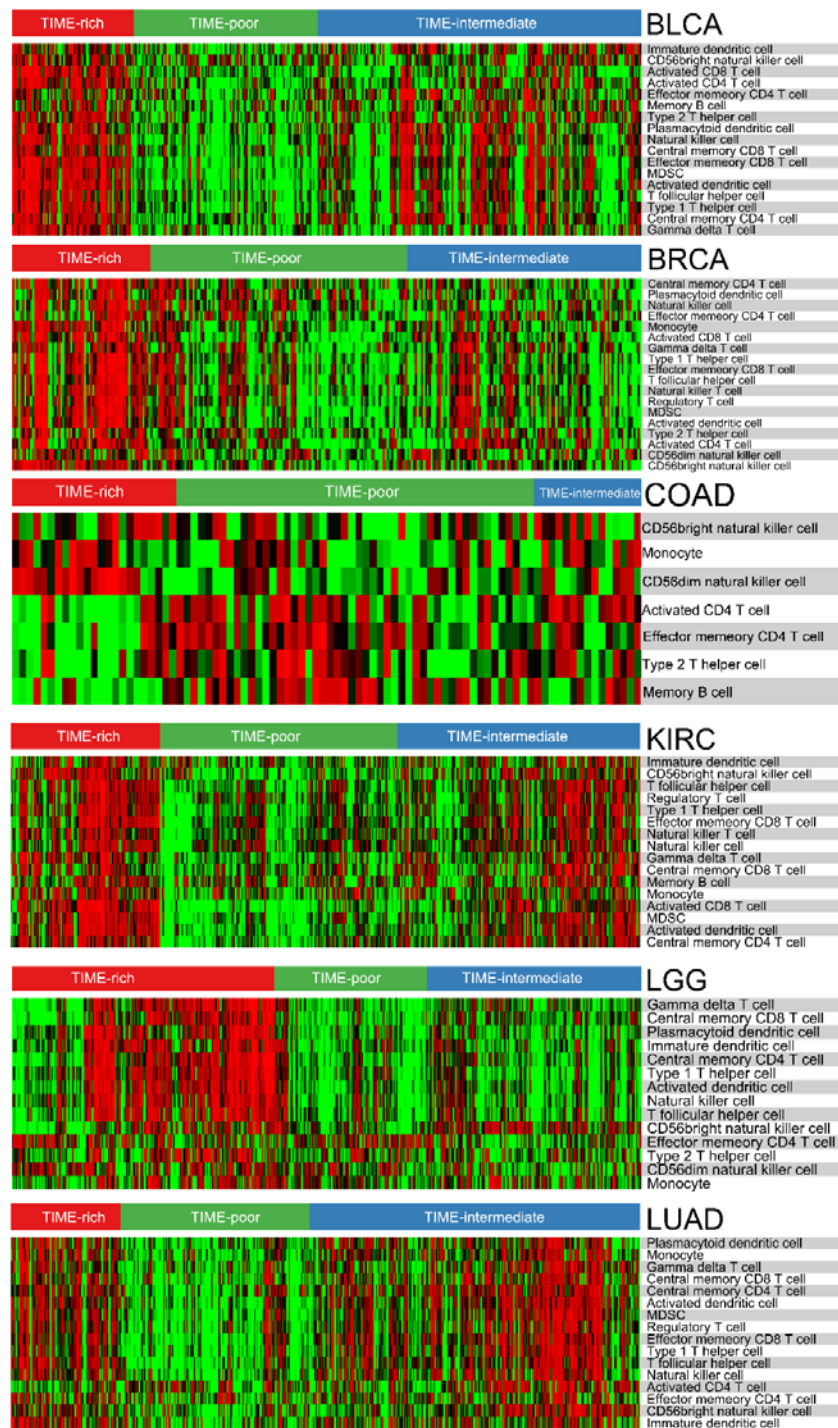 TIME-rich TIME-poor TIME-intermediate BLCA
Immature dendritic cell
CD56bright natural killer cell
Activated CD8 T cell
Activated CD4 T cell
Effector memeory CD4 T cell
Memory B cell
Type 2 T helper cell
Plasmacytoid dendritic cell
Natural killer cell
Central memory CD8 T cell
Effector memeory CD8 T cell
MDSC
Activated dendritic cell
T follicular helper cell
Type 1 T helper cell
Central memory CD4 T cell
Gamma delta T cell
TIME-rich TIME-poor TIME-intermediate BRCA
Central memory CD4 T cell
Plasmacytoid dendritic cell
Natural killer cell
Effector memeory CD4 T cell
Monocyte
Activated CD8 T cell
Gamma delta T cell
Type 1 T helper cell
Effector memeory CD8 T cell
T follicular helper cell
Natural killer T cell
Regulatory T cell
MDSC
Activated dendritic cell
Type 2 T helper cell
Activated CD4 T cell
CD56dim natural killer cell
CD56bright natural killer cell
TIME-rich TIME-poor TIME-intermediate COAD
CD56bright natural killer cell
Monocyte
CD56dim natural killer cell
Activated CD4 T cell
Effector memeory CD4 T cell
Type 2 T helper cell
Memory B cell
TIME-rich TIME-poor TIME-intermediate KIRC
Immature dendritic cell
CD56bright natural killer cell
T follicular helper cell
Regulatory T cell
Type 1 T helper cell
Effector memeory CD8 T cell
Natural killer T cell
Natural killer cell
Gamma delta T cell
Central memory CD8 T cell
Memory B cell
Monocyte
Activated CD8 T cell
MDSC
Activated dendritic cell
Central memory CD4 T cell
TIME-rich TIME-poor TIME-intermediate LGG
Gamma delta T cell
Central memory CD8 T cell
Plasmacytoid dendritic cell
Immature dendritic cell
Central memory CD4 T cell
Type 1 T helper cell
Activated dendritic cell
Natural killer cell
T follicular helper cell
CD56bright natural killer cell
Effector memeory CD4 T cell
Type 2 T helper cell
CD56dim natural killer cell
Monocyte
TIME-rich TIME-poor TIME-intermediate LUAD
Plasmacytoid dendritic cell
Monocyte
Gamma delta T cell
Central memory CD8 T cell
Central memory CD4 T cell
Activated dendritic cell
MDSC
Regulatory T cell
Effector memeory CD8 T cell
Type 1 T helper cell
T follicular helper cell
Natural killer cell
Activated CD4 T cell
Effector memeory CD4 T cell
CD56bright natural killer cell
Immature dendritic cell